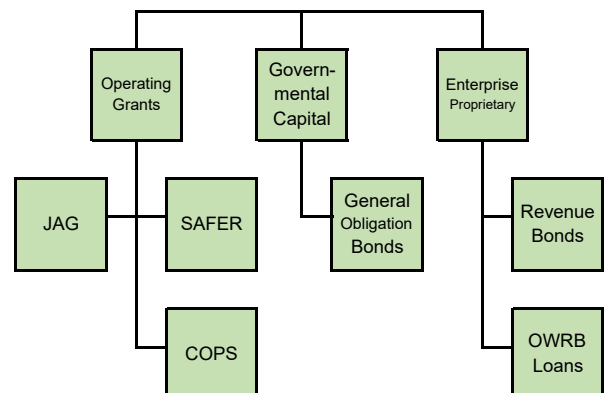 Operating
Grants
Govern-
mental
Capital
Enterprise
Proprietary
JAG
SAFER
General
Obligation
Bonds
Revenue
Bonds
COPS
OWRB
Loans